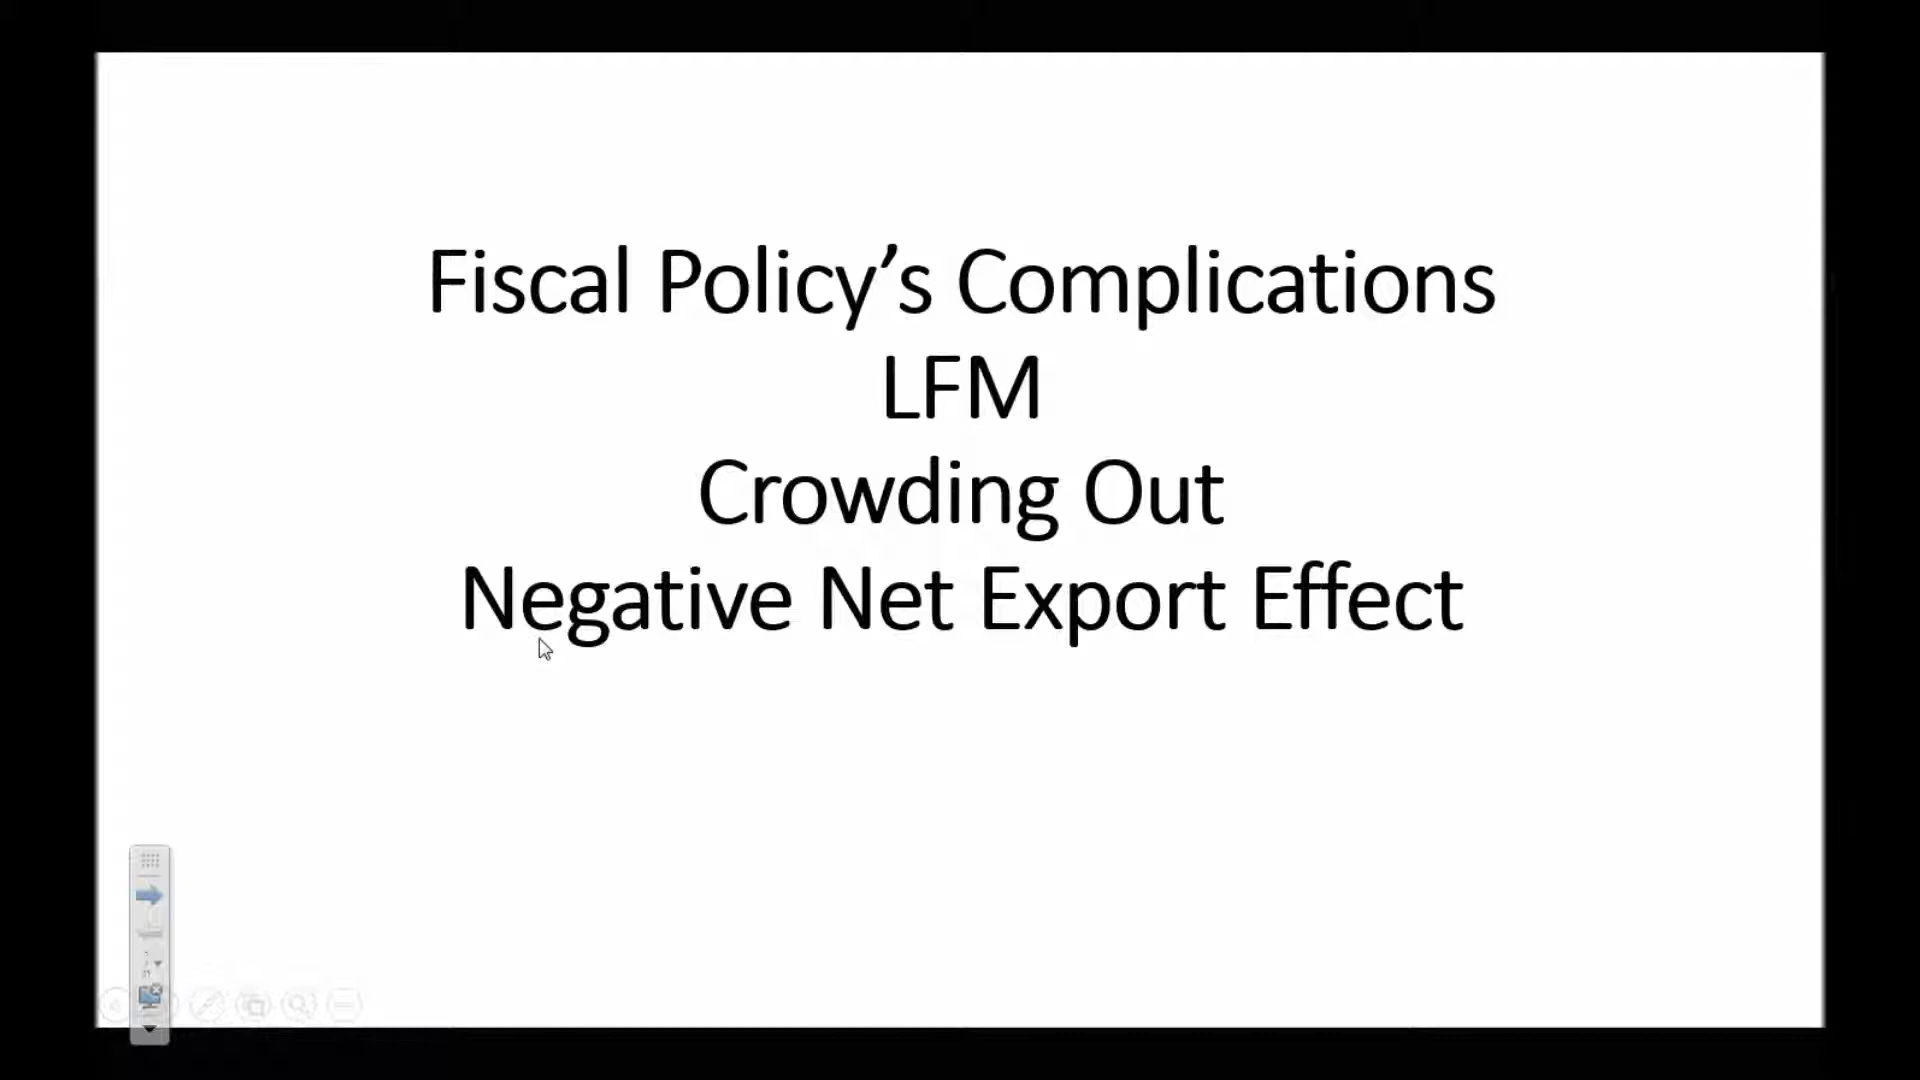 Fiscal Policy’s Complications
LFM
Crowding Out
Negative Net Export Effect